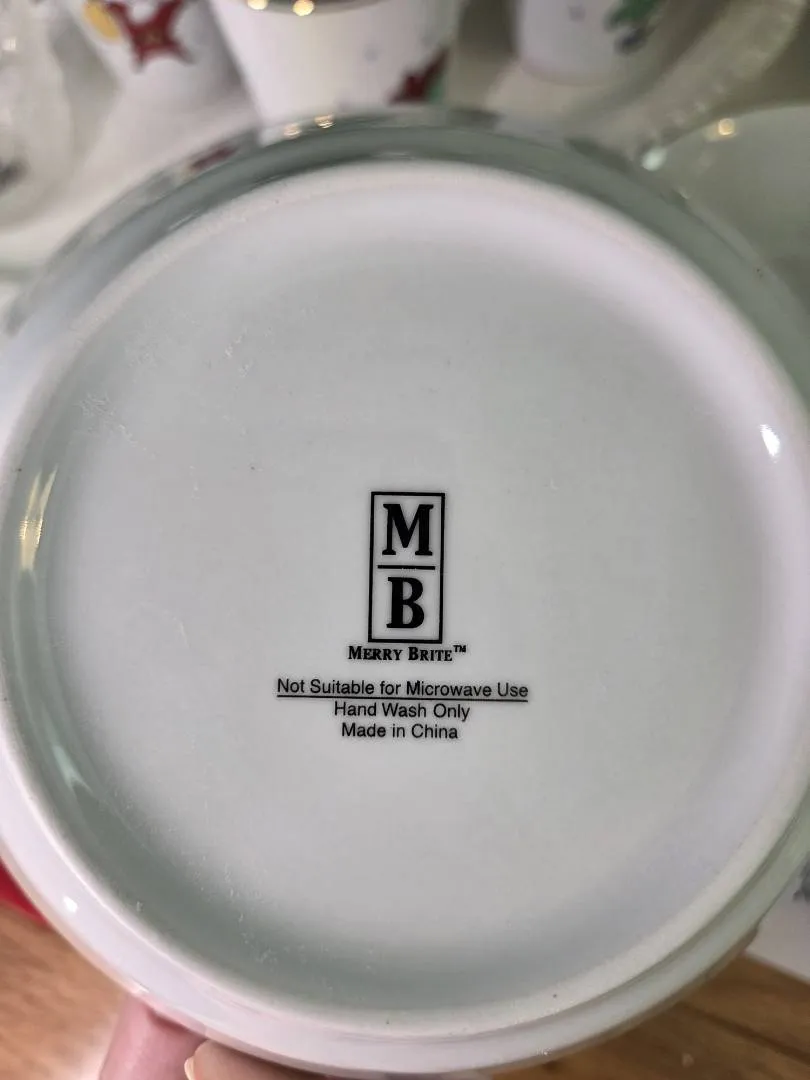 M
B
MERRY BRITE™
Not Suitable for Microwave Use
Hand Wash Only
Made in China